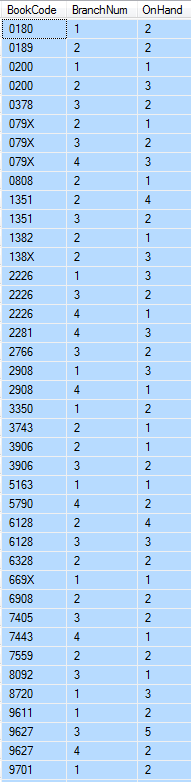 BookCode BranchNum OnHand
0180 1 2
0189 2 2
0200 1 1
0200 2 3
0378 3 2
079X 2 1
079X 3 2
079X 4 3
0808 2 1
1351 2 4
1351 3 2
1382 2 1
138X 2 3
2226 1 3
2226 3 2
2226 4 1
2281 4 3
2766 3 2
2908 1 3
2908 4 1
3350 1 2
3743 2 1
3906 2 1
3906 3 2
5163 1 1
5790 4 2
6128 2 4
6128 3 3
6328 2 2
669X 1 1
6908 2 2
7405 3 2
7443 4 1
7559 2 2
8092 3 1
8720 1 3
9611 1 2
9627 3 5
9627 4 2
9701 1 2